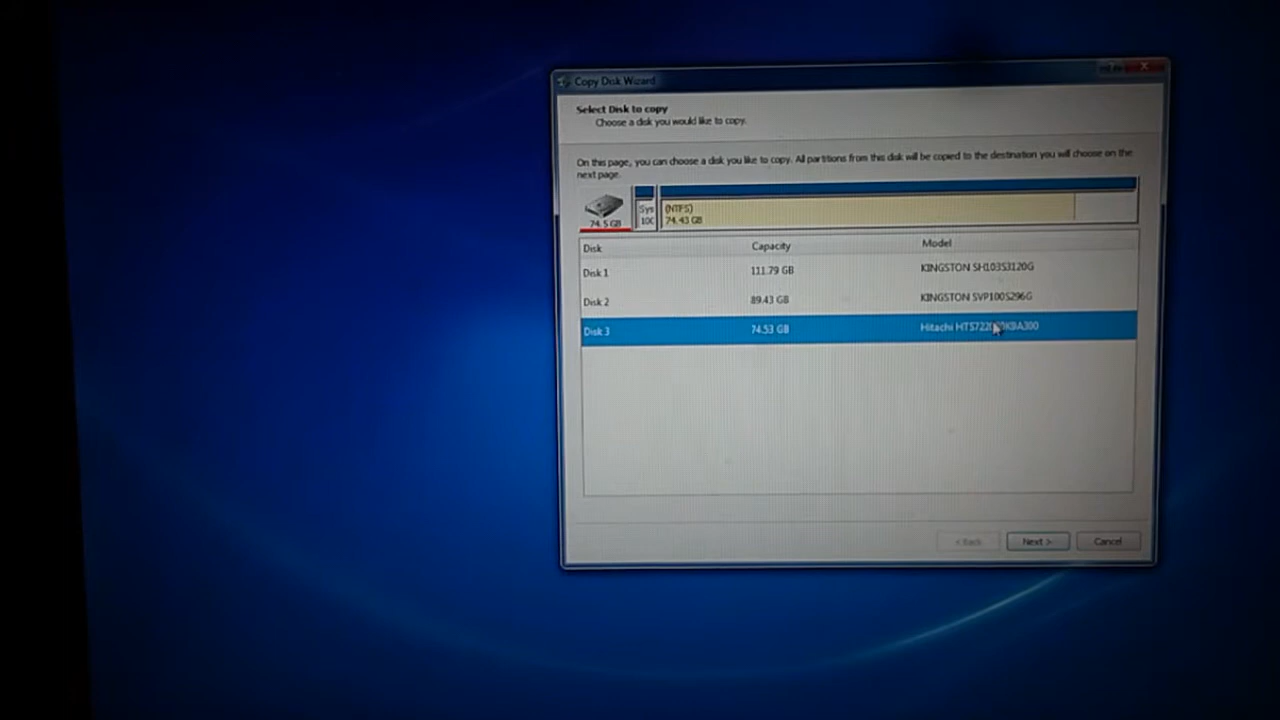 Copy Disk Wizard
Select Disk to copy
Choose a disk you would like to copy.
On this page, you can choose a disk you like to copy. All partitions from this disk will be copied to the destination you will choose on the
next page.
74.5 GB
Sys
10C
(NTFS)
74.43 GB
Disk Capacity Model
Disk 1 111.79 GB KINGSTON SH103S3120G
Disk 2 89.43 GB KINGSTON SVP100S296G
Disk 3 74.53 GB Hitachi
< Back Next > Cancel